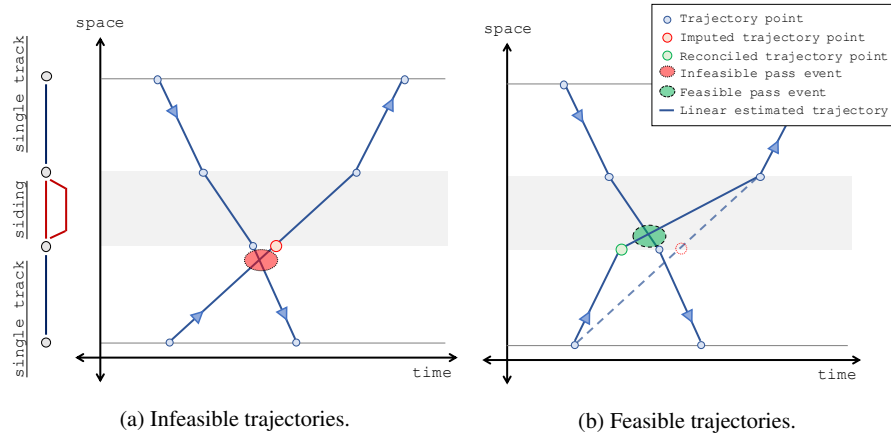 single track
siding
single track
space
time
(a) Infeasible trajectories.
space
Trajectory point
Imputed trajectory point
Reconciled trajectory point
Infeasible pass event
Feasible pass event
Linear estimated trajectory
time
(b) Feasible trajectories.